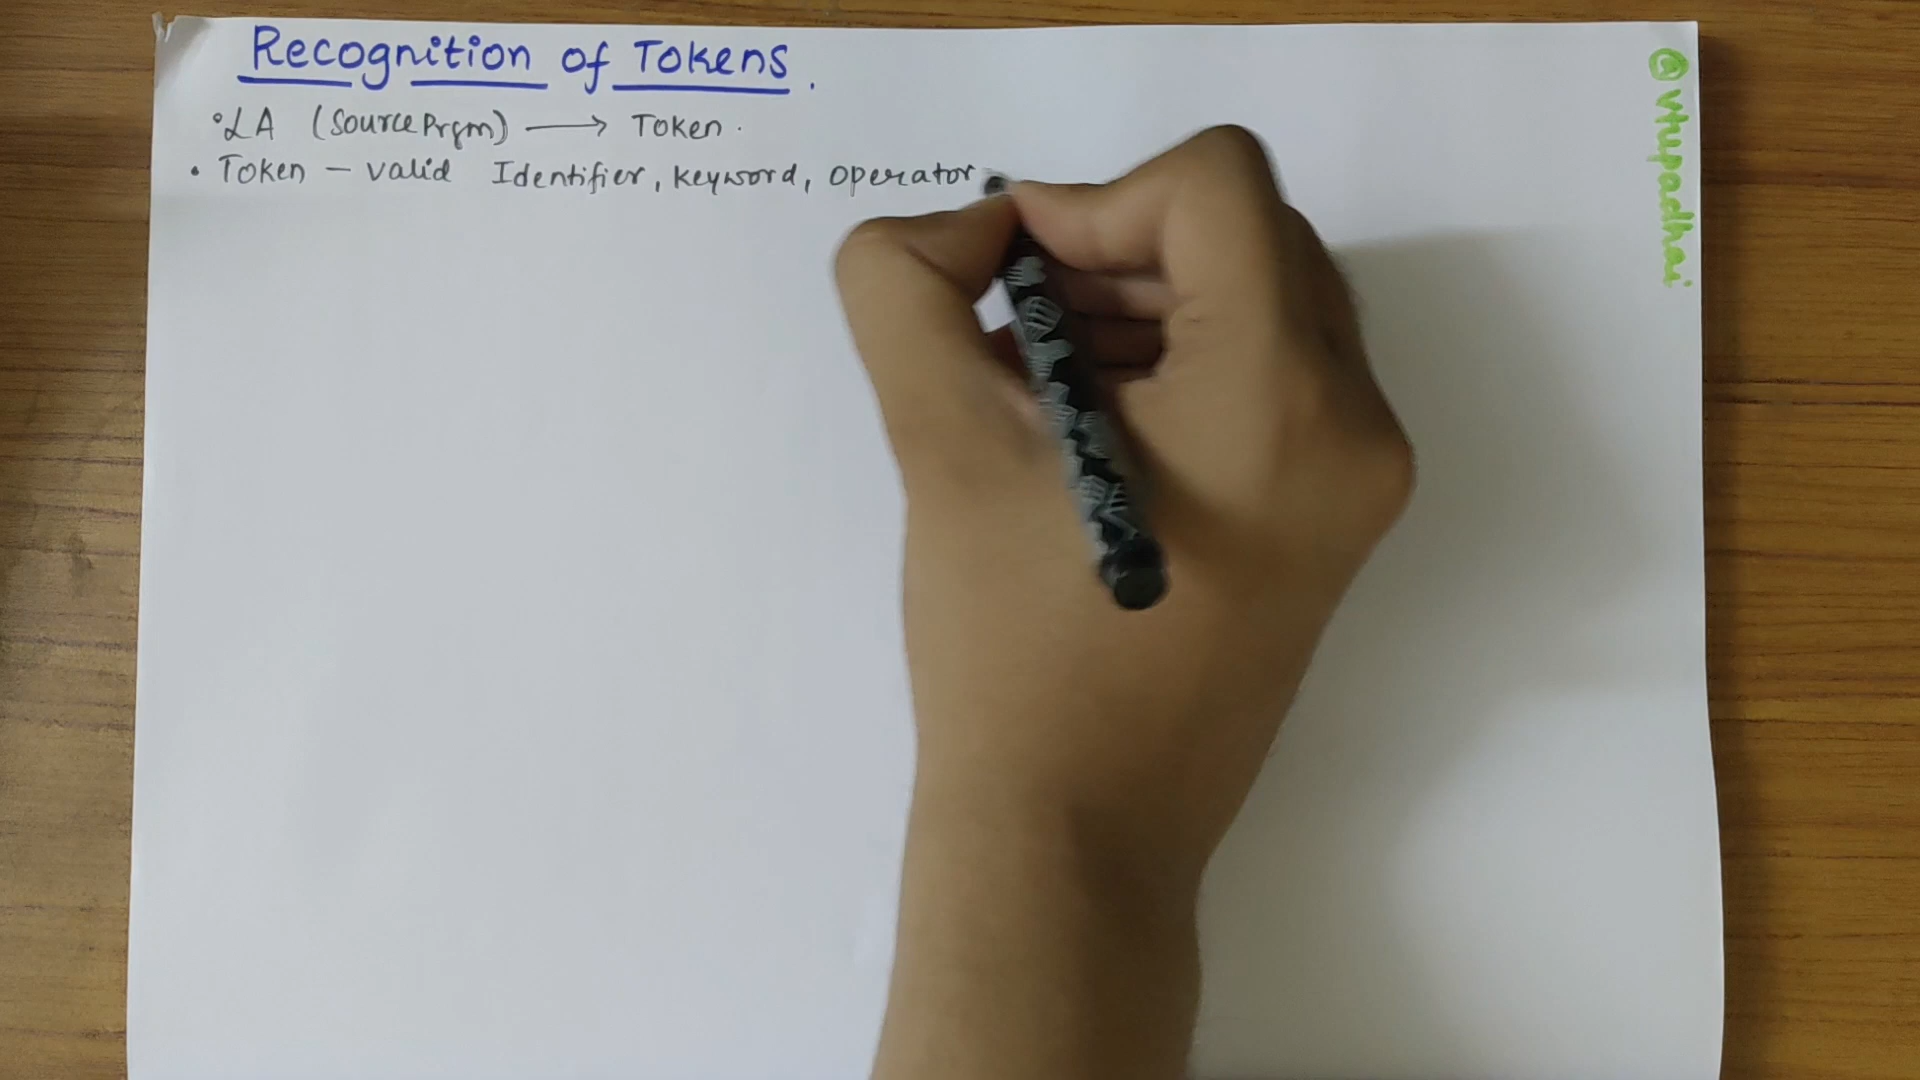 Recognition of Tokens.
• LA (Source Prgm) ⟶ Token.
• Token – valid Identifier, keyword, operator
@vtupadhai